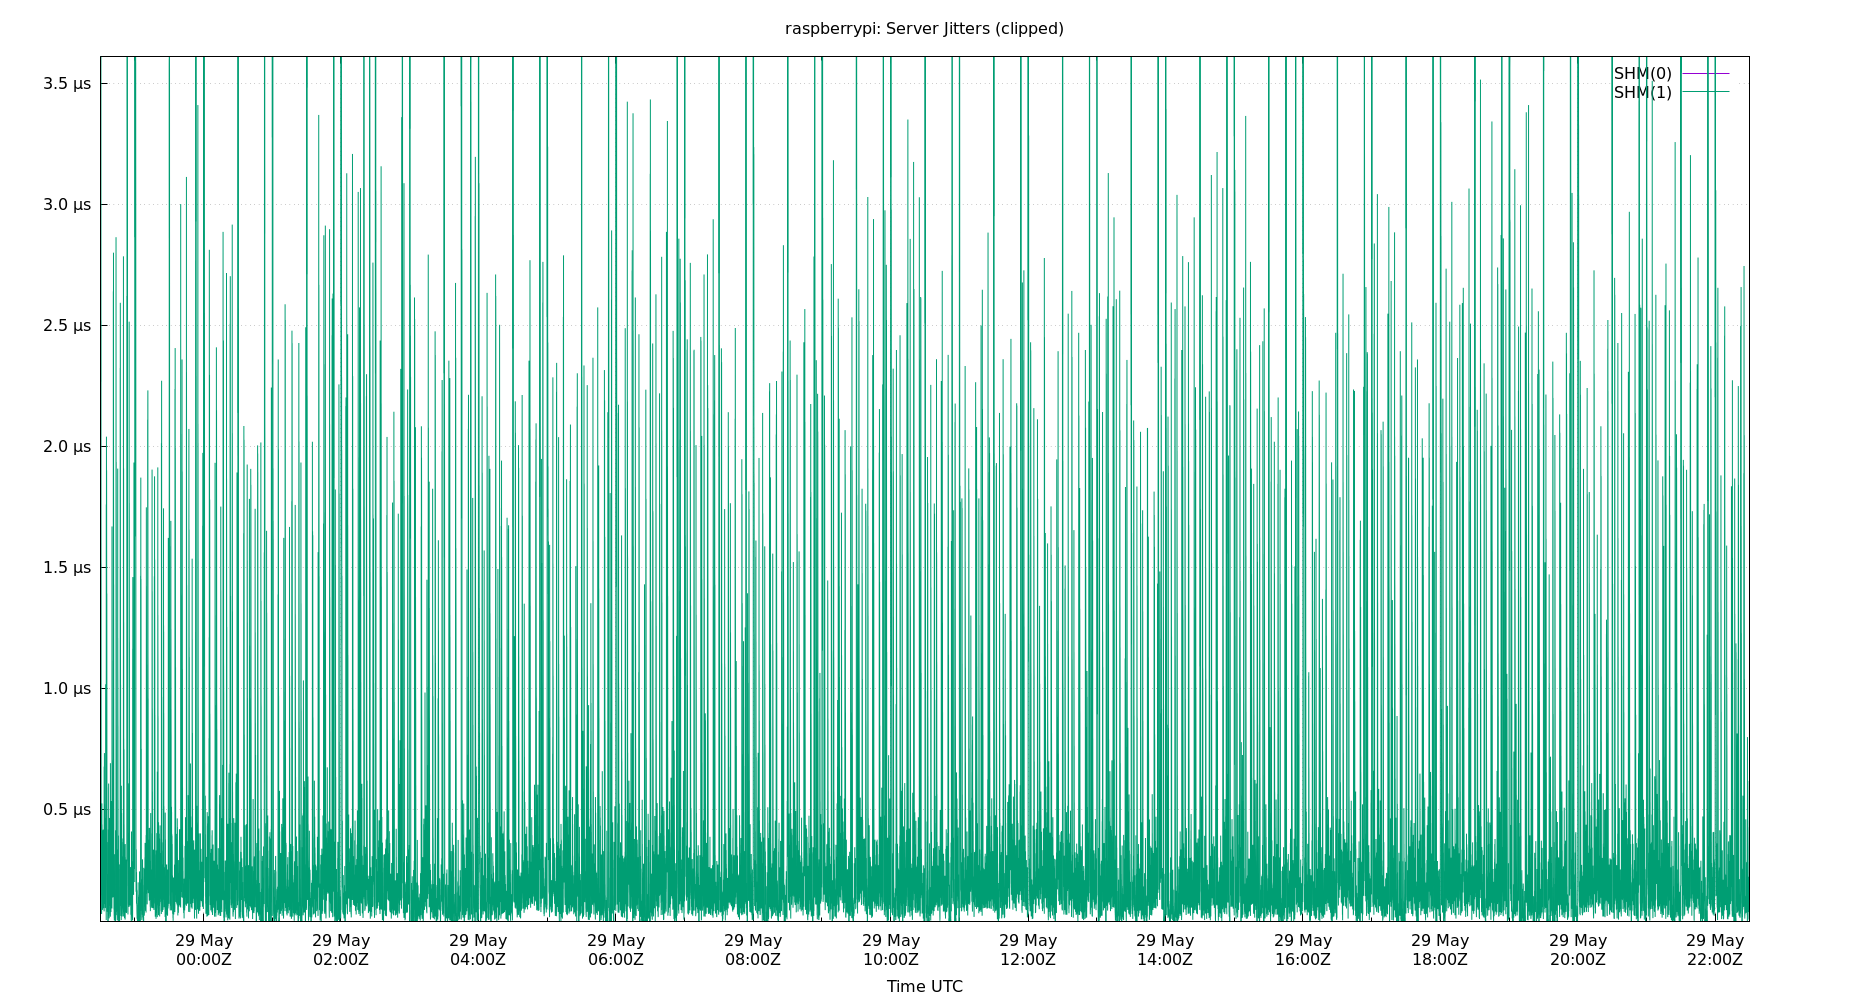 raspberrypi: Server Jitters (clipped)
SHM(0)
SHM(1)
3.5 µs
3.0 µs
2.5 µs
2.0 µs
1.5 µs
1.0 µs
0.5 µs
29 May 29 May 29 May 29 May 29 May 29 May 29 May 29 May 29 May 29 May 29 May 29 May
00:00Z 02:00Z 04:00Z 06:00Z 08:00Z 10:00Z 12:00Z 14:00Z 16:00Z 18:00Z 20:00Z 22:00Z
Time UTC